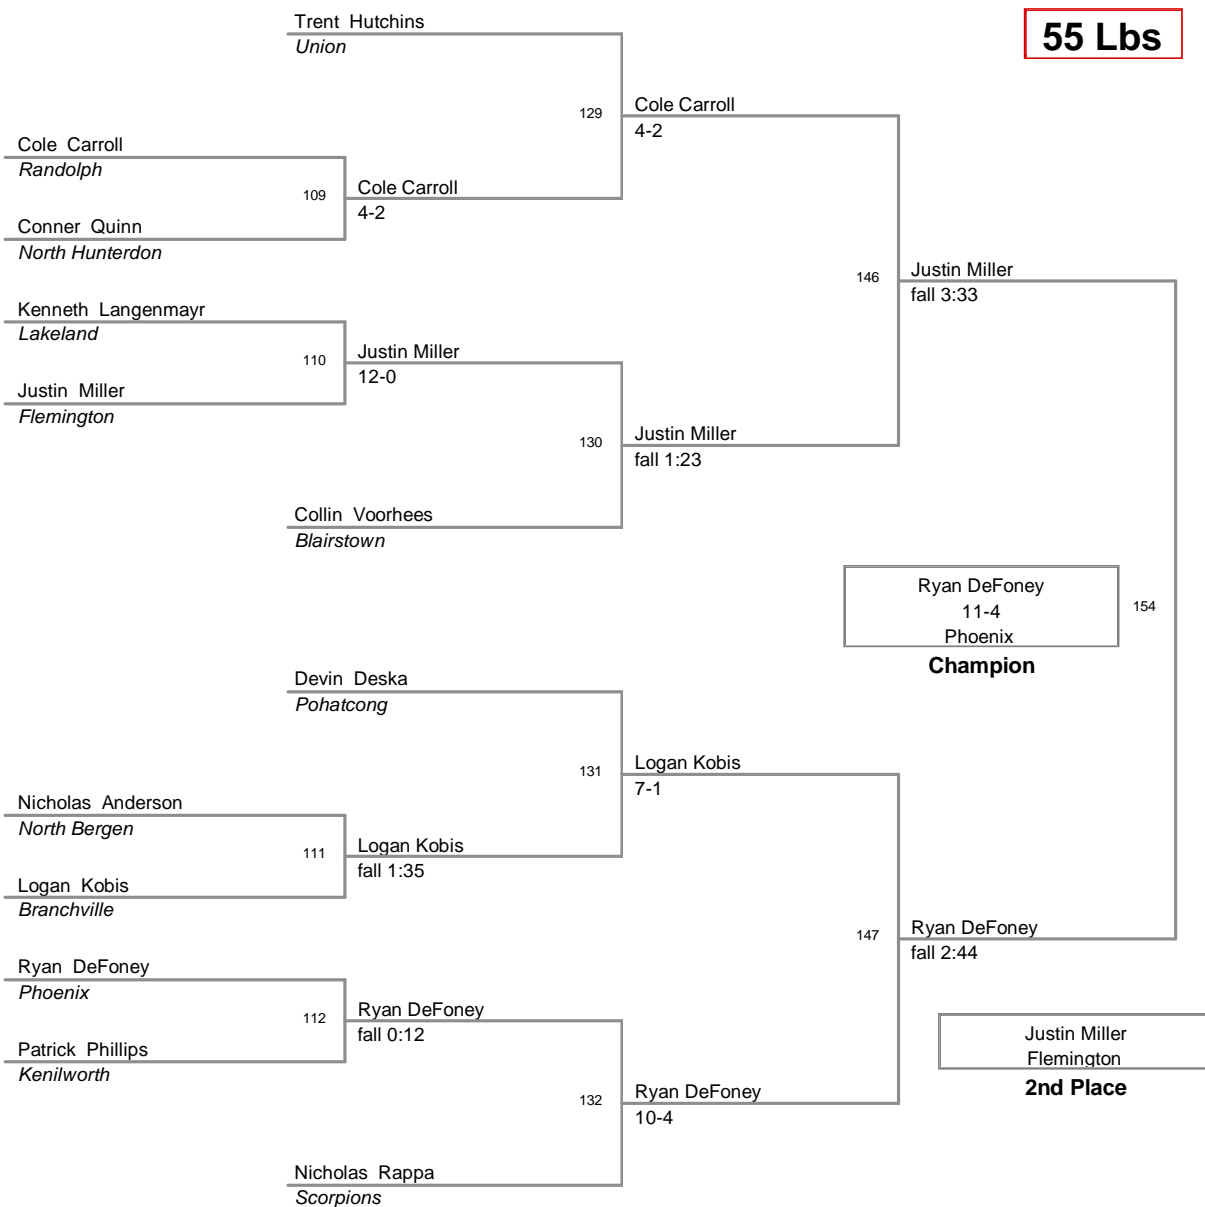 Trent Hutchins
Union
55 Lbs
129
Cole Carroll
4-2
Cole Carroll
Randolph
109
Cole Carroll
4-2
Conner Quinn
North Hunterdon
146
Justin Miller
fall 3:33
Kenneth Langenmayr
Lakeland
110
Justin Miller
12-0
Justin Miller
Flemington
130
Justin Miller
fall 1:23
Collin Voorhees
Blairstown
Ryan DeFoney
11-4
Phoenix
154
Champion
Devin Deska
Pohatcong
131
Logan Kobis
7-1
Nicholas Anderson
North Bergen
111
Logan Kobis
fall 1:35
Logan Kobis
Branchville
147
Ryan DeFoney
fall 2:44
Ryan DeFoney
Phoenix
112
Ryan DeFoney
fall 0:12
Patrick Phillips
Kenilworth
Justin Miller
Flemington
2nd Place
132
Ryan DeFoney
10-4
Nicholas Rappa
Scorpions